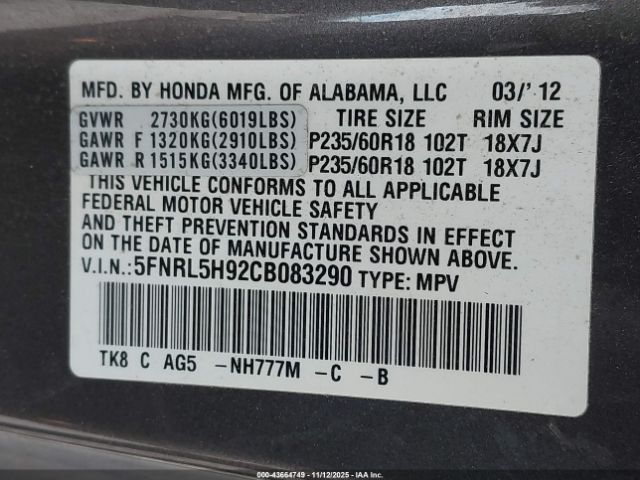 MFD. BY HONDA MFG. OF ALABAMA, LLC 03/'12
GVWR 2730KG(6019LBS) TIRE SIZE RIM SIZE
GAWR F 1320KG(2910LBS) P235/60R18 102T 18X7J
GAWR R 1515KG(3340LBS) P235/60R18 102T 18X7J
THIS VEHICLE CONFORMS TO ALL APPLICABLE
FEDERAL MOTOR VEHICLE SAFETY
AND THEFT PREVENTION STANDARDS IN EFFECT
ON THE DATE OF MANUFACTURE SHOWN ABOVE.
V.I.N.:5FNRL5H92CB083290 TYPE: MPV
TK8 C AG5 -NH777M -C -B
000-43664749 - 11/12/2025 - IAAI.COM